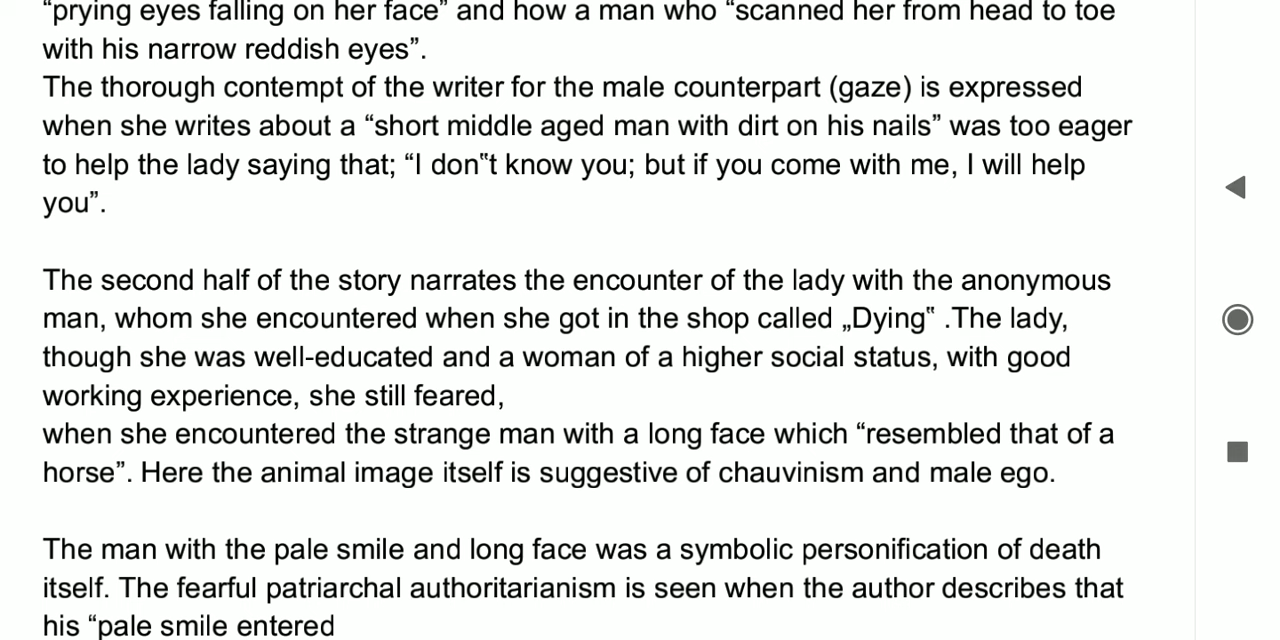 “prying eyes falling on her face” and how a man who “scanned her from head to toe
with his narrow reddish eyes”.
The thorough contempt of the writer for the male counterpart (gaze) is expressed
when she writes about a “short middle aged man with dirt on his nails” was too eager
to help the lady saying that; “I don‟t know you; but if you come with me, I will help
you”.
The second half of the story narrates the encounter of the lady with the anonymous
man, whom she encountered when she got in the shop called „Dying‟ .The lady,
though she was well-educated and a woman of a higher social status, with good
working experience, she still feared,
when she encountered the strange man with a long face which “resembled that of a
horse”. Here the animal image itself is suggestive of chauvinism and male ego.
The man with the pale smile and long face was a symbolic personification of death
itself. The fearful patriarchal authoritarianism is seen when the author describes that
his “pale smile entered